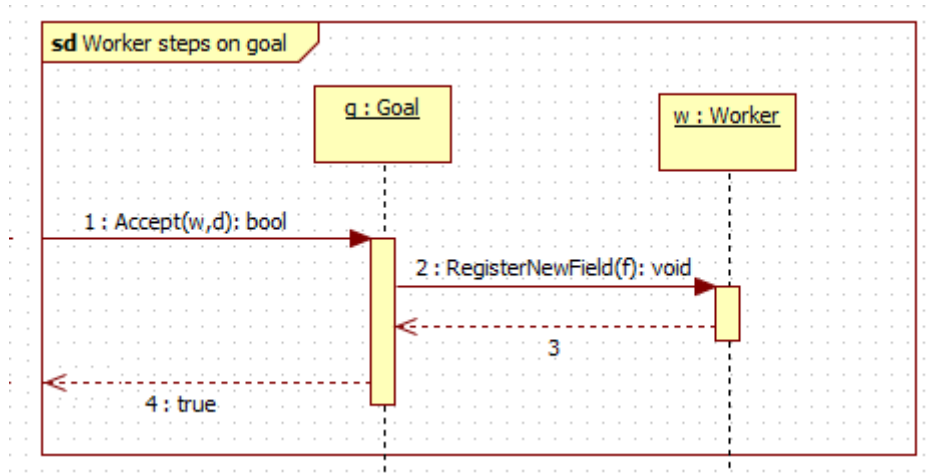 sd Worker steps on goal
g : Goal
w : Worker
1 : Accept(w,d): bool
2 : RegisterNewField(f): void
3
4 : true